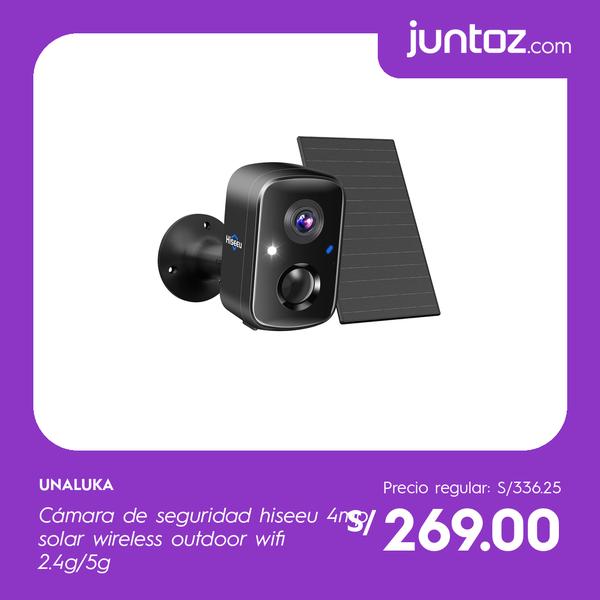 juntoz.com
Hiseeu
UNALUKA
Cámara de seguridad hiseeu 4mp
solar wireless outdoor wifi
2.4g/5g
Precio regular: S/336.25
S/ 269.00